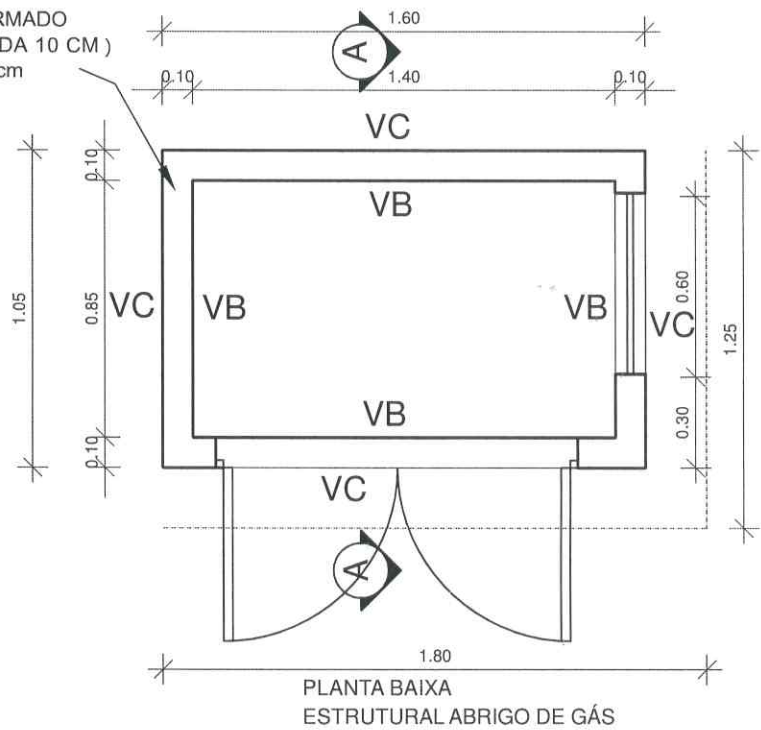 RMADO
DA 10 CM )
cm
1.60
A
0.10
1.40
0.10
VC
0.10
VB
1.05
0.85
VC
VB
VB
VC
0.60
1.25
VB
0.30
0.10
VC
A
1.80
PLANTA BAIXA
ESTRUTURAL ABRIGO DE GÁS